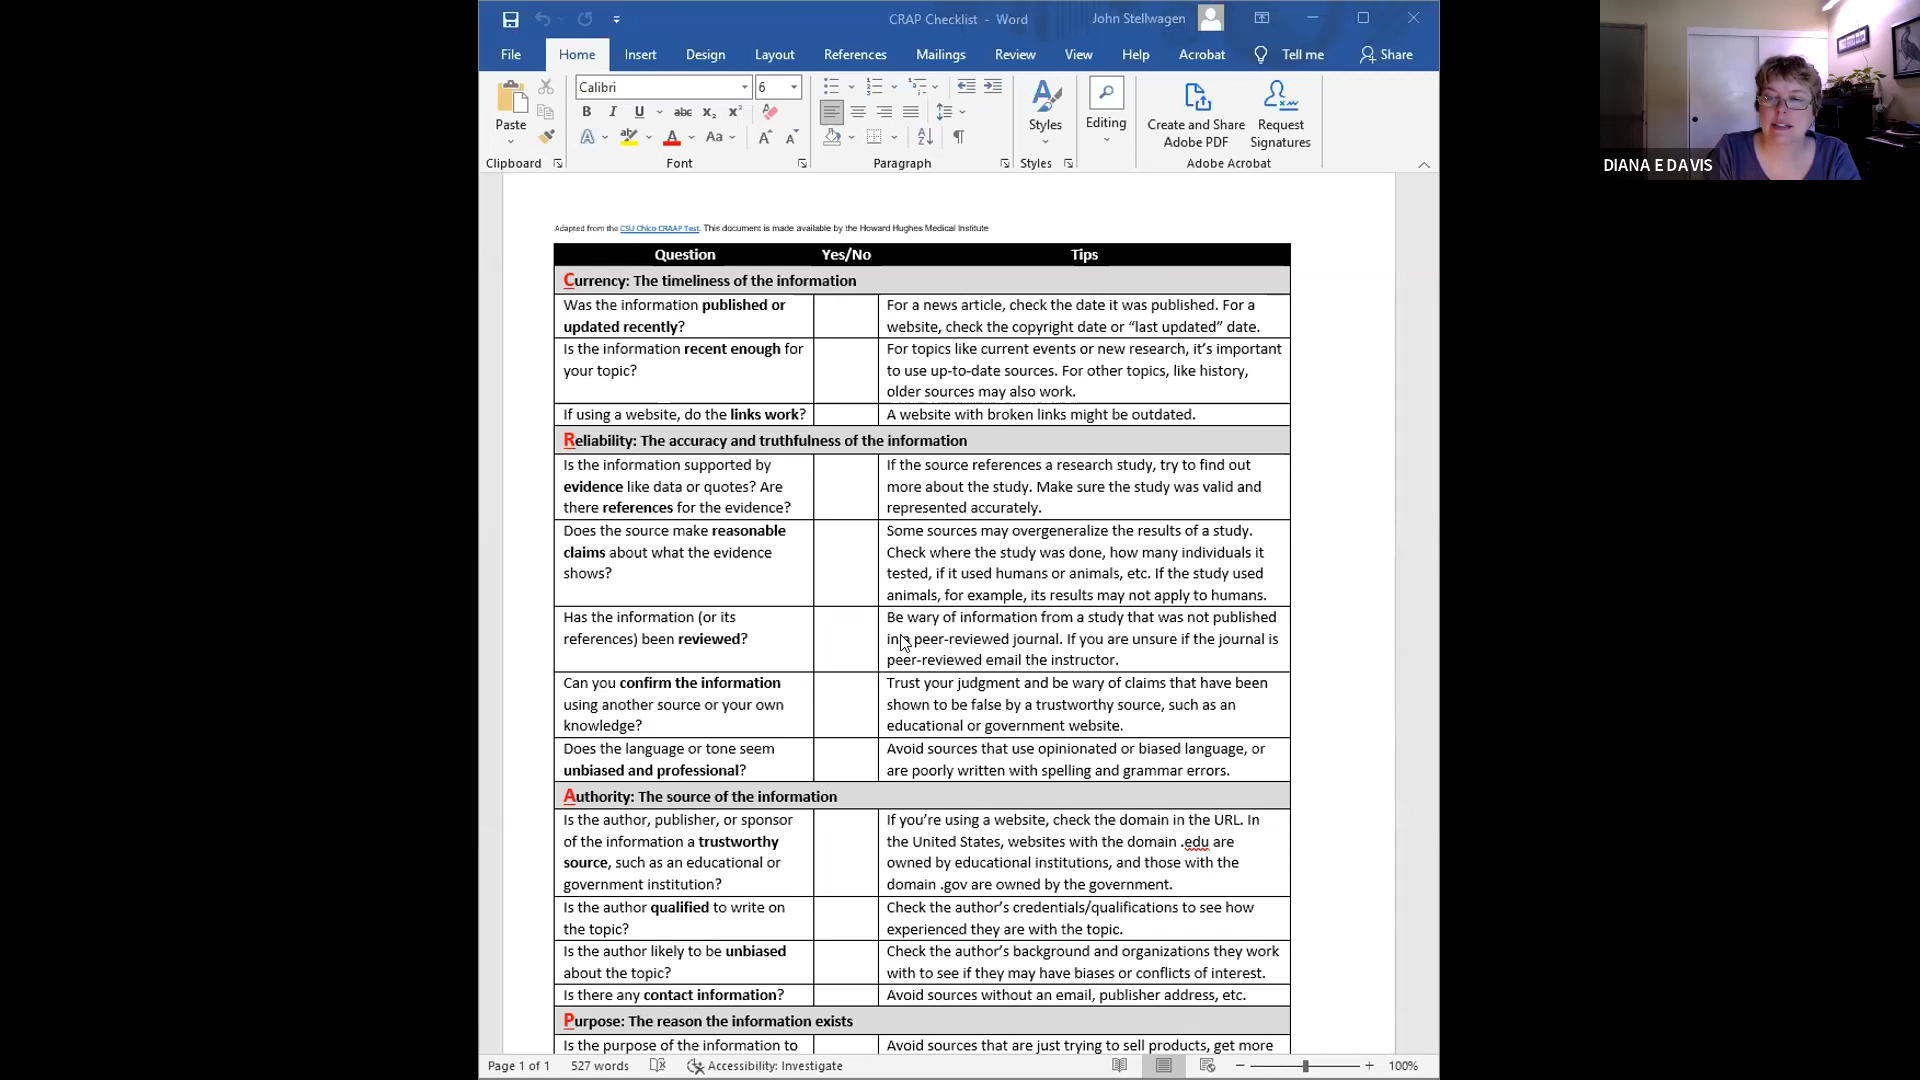 CRAP Checklist - Word
John Stellwagen
File Home Insert Design Layout References Mailings Review View Help Acrobat Tell me Share
Calibri 6
Paste
Styles
Editing
Create and Share
Adobe PDF
Request
Signatures
Clipboard Font Paragraph Styles Adobe Acrobat
DIANA E DAVIS
Adapted from the CSU Chico CRAAP Test. This document is made available by the Howard Hughes Medical Institute
Question Yes/No Tips
Currency: The timeliness of the information
Was the information published or
updated recently?
For a news article, check the date it was published. For a
website, check the copyright date or “last updated” date.
Is the information recent enough for
your topic?
For topics like current events or new research, it’s important
to use up-to-date sources. For other topics, like history,
older sources may also work.
If using a website, do the links work?
A website with broken links might be outdated.
Reliability: The accuracy and truthfulness of the information
Is the information supported by
evidence like data or quotes? Are
there references for the evidence?
If the source references a research study, try to find out
more about the study. Make sure the study was valid and
represented accurately.
Does the source make reasonable
claims about what the evidence
shows?
Some sources may overgeneralize the results of a study.
Check where the study was done, how many individuals it
tested, if it used humans or animals, etc. If the study used
animals, for example, its results may not apply to humans.
Has the information (or its
references) been reviewed?
Be wary of information from a study that was not published
in a peer-reviewed journal. If you are unsure if the journal is
peer-reviewed email the instructor.
Can you confirm the information
using another source or your own
knowledge?
Trust your judgment and be wary of claims that have been
shown to be false by a trustworthy source, such as an
educational or government website.
Does the language or tone seem
unbiased and professional?
Avoid sources that use opinionated or biased language, or
are poorly written with spelling and grammar errors.
Authority: The source of the information
Is the author, publisher, or sponsor
of the information a trustworthy
source, such as an educational or
government institution?
If you’re using a website, check the domain in the URL. In
the United States, websites with the domain .edu are
owned by educational institutions, and those with the
domain .gov are owned by the government.
Is the author qualified to write on
the topic?
Check the author’s credentials/qualifications to see how
experienced they are with the topic.
Is the author likely to be unbiased
about the topic?
Check the author’s background and organizations they work
with to see if they may have biases or conflicts of interest.
Is there any contact information?
Avoid sources without an email, publisher address, etc.
Purpose: The reason the information exists
Is the purpose of the information to
Avoid sources that are just trying to sell products, get more
Page 1 of 1 527 words Accessibility: Investigate 100%